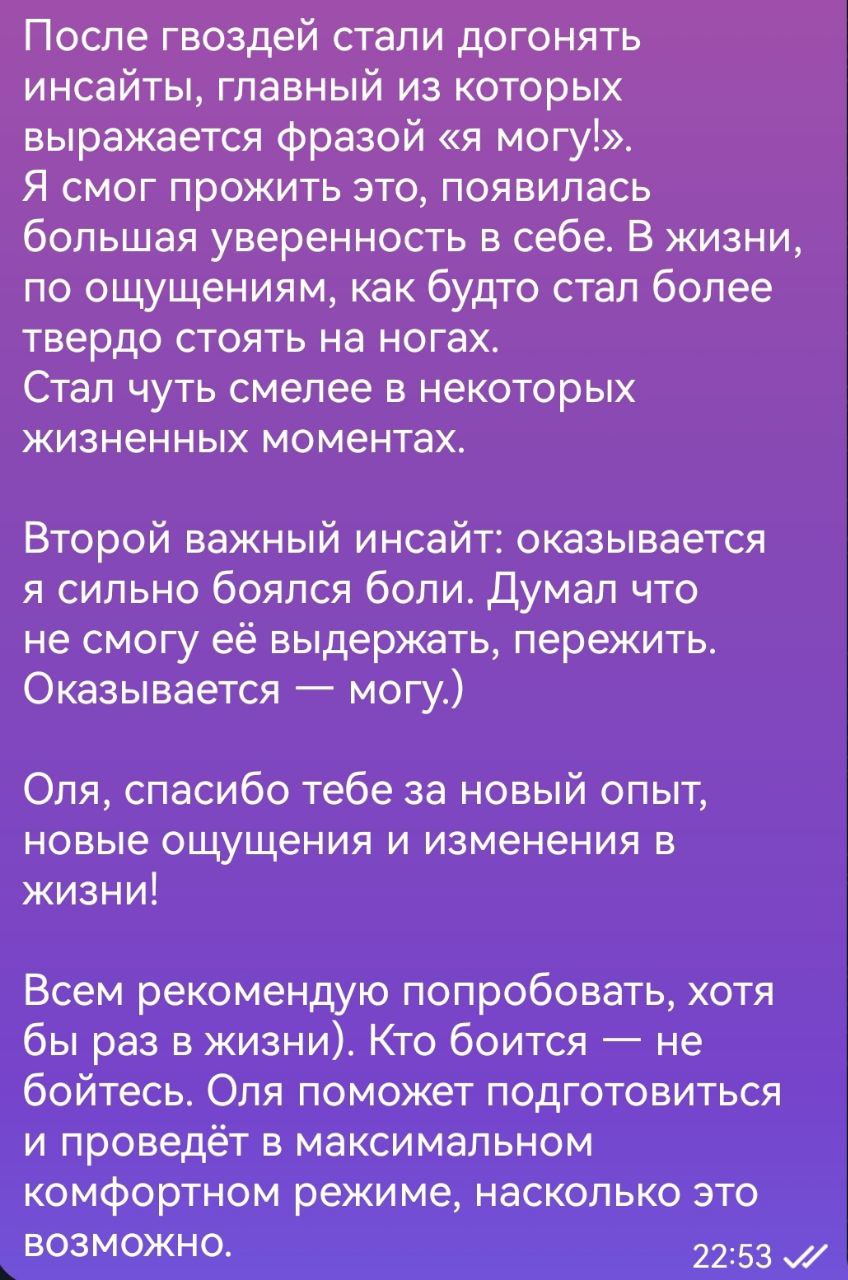 После гвоздей стали догонять
инсайты, главный из которых
выражается фразой «я могу!».
Я смог прожить это, появилась
большая уверенность в себе. В жизни,
по ощущениям, как будто стал более
твердо стоять на ногах.
Стал чуть смелее в некоторых
жизненных моментах.
Второй важный инсайт: оказывается
я сильно боялся боли. Думал что
не смогу её выдержать, пережить.
Оказывается — могу.)
Оля, спасибо тебе за новый опыт,
новые ощущения и изменения в
жизни!
Всем рекомендую попробовать, хотя
бы раз в жизни). Кто боится — не
бойтесь. Оля поможет подготовиться
и проведёт в максимальном
комфортном режиме, насколько это
возможно.
22:53